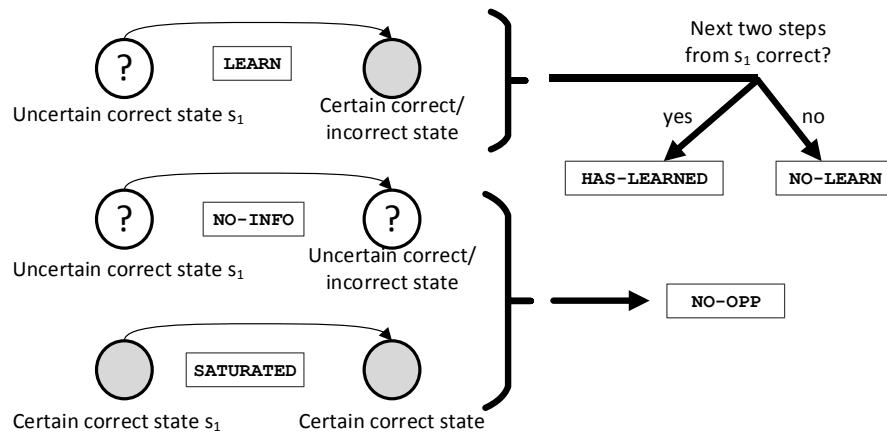 Next two steps
from s₁ correct?
?
LEARN
Uncertain correct state s₁
Certain correct/
incorrect state
yes
no
HAS-LEARNED
NO-LEARN
?
NO-INFO
?
Uncertain correct state s₁
Uncertain correct/
incorrect state
NO-OPP
SATURATED
Certain correct state s₁
Certain correct state